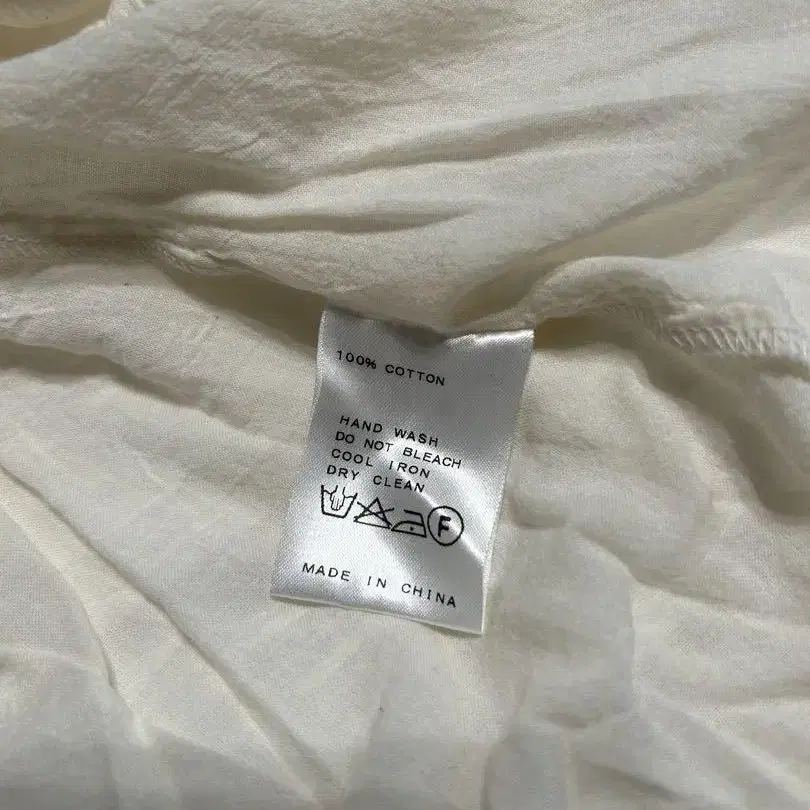 100% COTTON
HAND WASH
DO NOT BLEACH
COOL IRON
DRY CLEAN
F
MADE IN CHINA